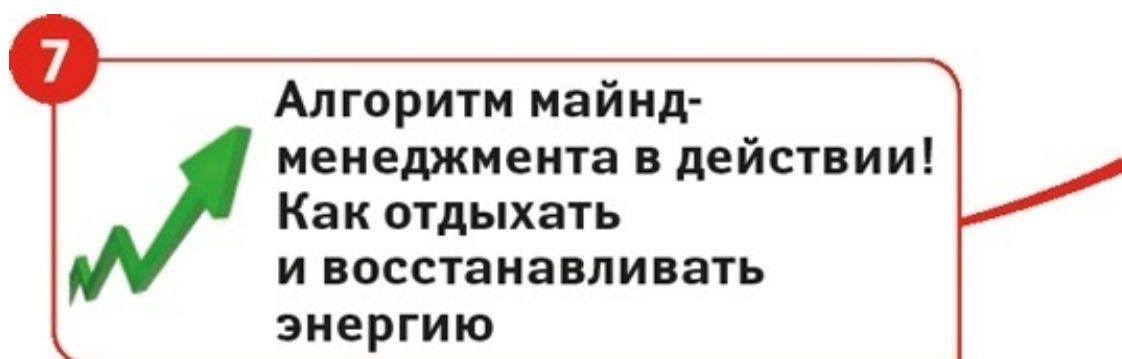 7
Алгоритм майнд-
менеджмента в действии!
Как отдыхать
и восстанавливать
энергию